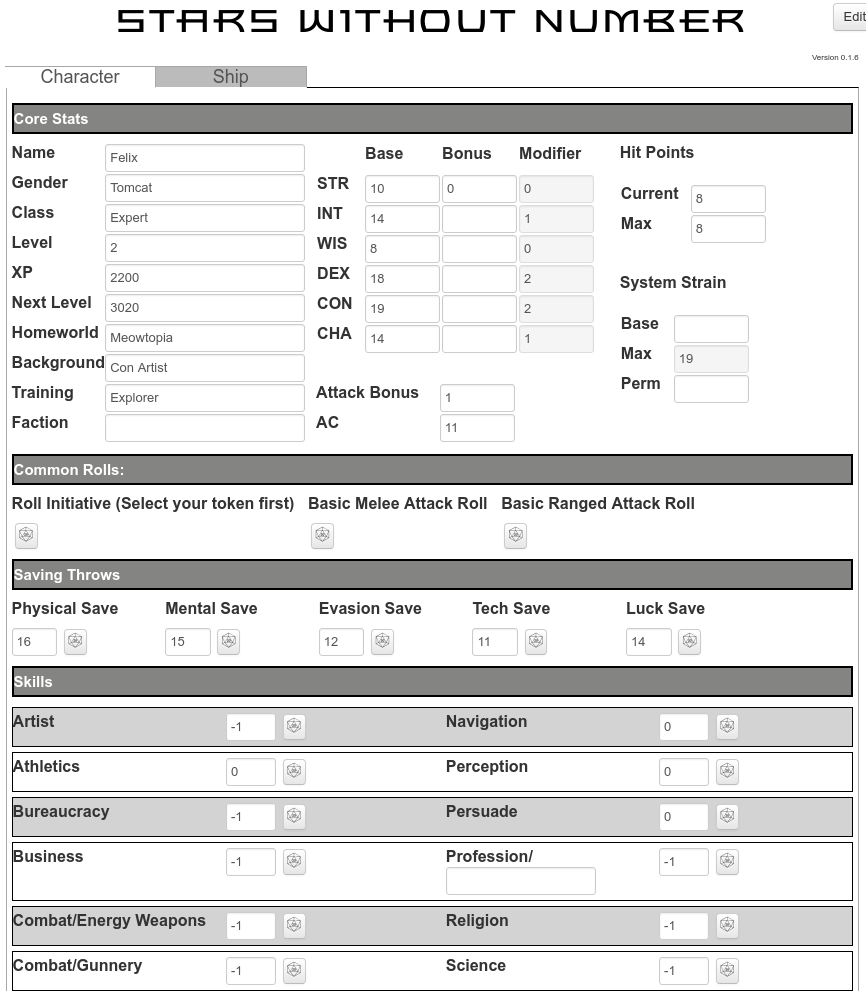 STARS WITHOUT NUMBER
Edit
Version 0.1.6
Character Ship
Core Stats
Name Felix
Gender Tomcat
Class Expert
Level 2
XP 2200
Next Level 3020
Homeworld Meowtopia
Background Con Artist
Training Explorer
Faction
Base Bonus Modifier
STR 10 0 0
INT 14 1
WIS 8 0
DEX 18 2
CON 19 2
CHA 14 1
Attack Bonus 1
AC 11
Hit Points
Current 8
Max 8
System Strain
Base
Max 19
Perm
Common Rolls:
Roll Initiative (Select your token first) Basic Melee Attack Roll Basic Ranged Attack Roll
Saving Throws
Physical Save Mental Save Evasion Save Tech Save Luck Save
16 15 12 11 14
Skills
Artist -1 Navigation 0
Athletics 0 Perception 0
Bureaucracy -1 Persuade 0
Business -1 Profession/ -1
Combat/Energy Weapons -1 Religion -1
Combat/Gunnery -1 Science -1